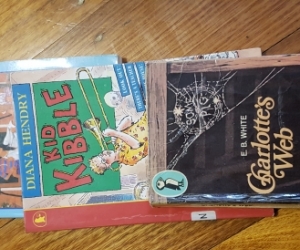 DIANA HENDRY
KID
KIBBLE
SOME
PIG
E. B. WHITE
Charlotte's
Web
N